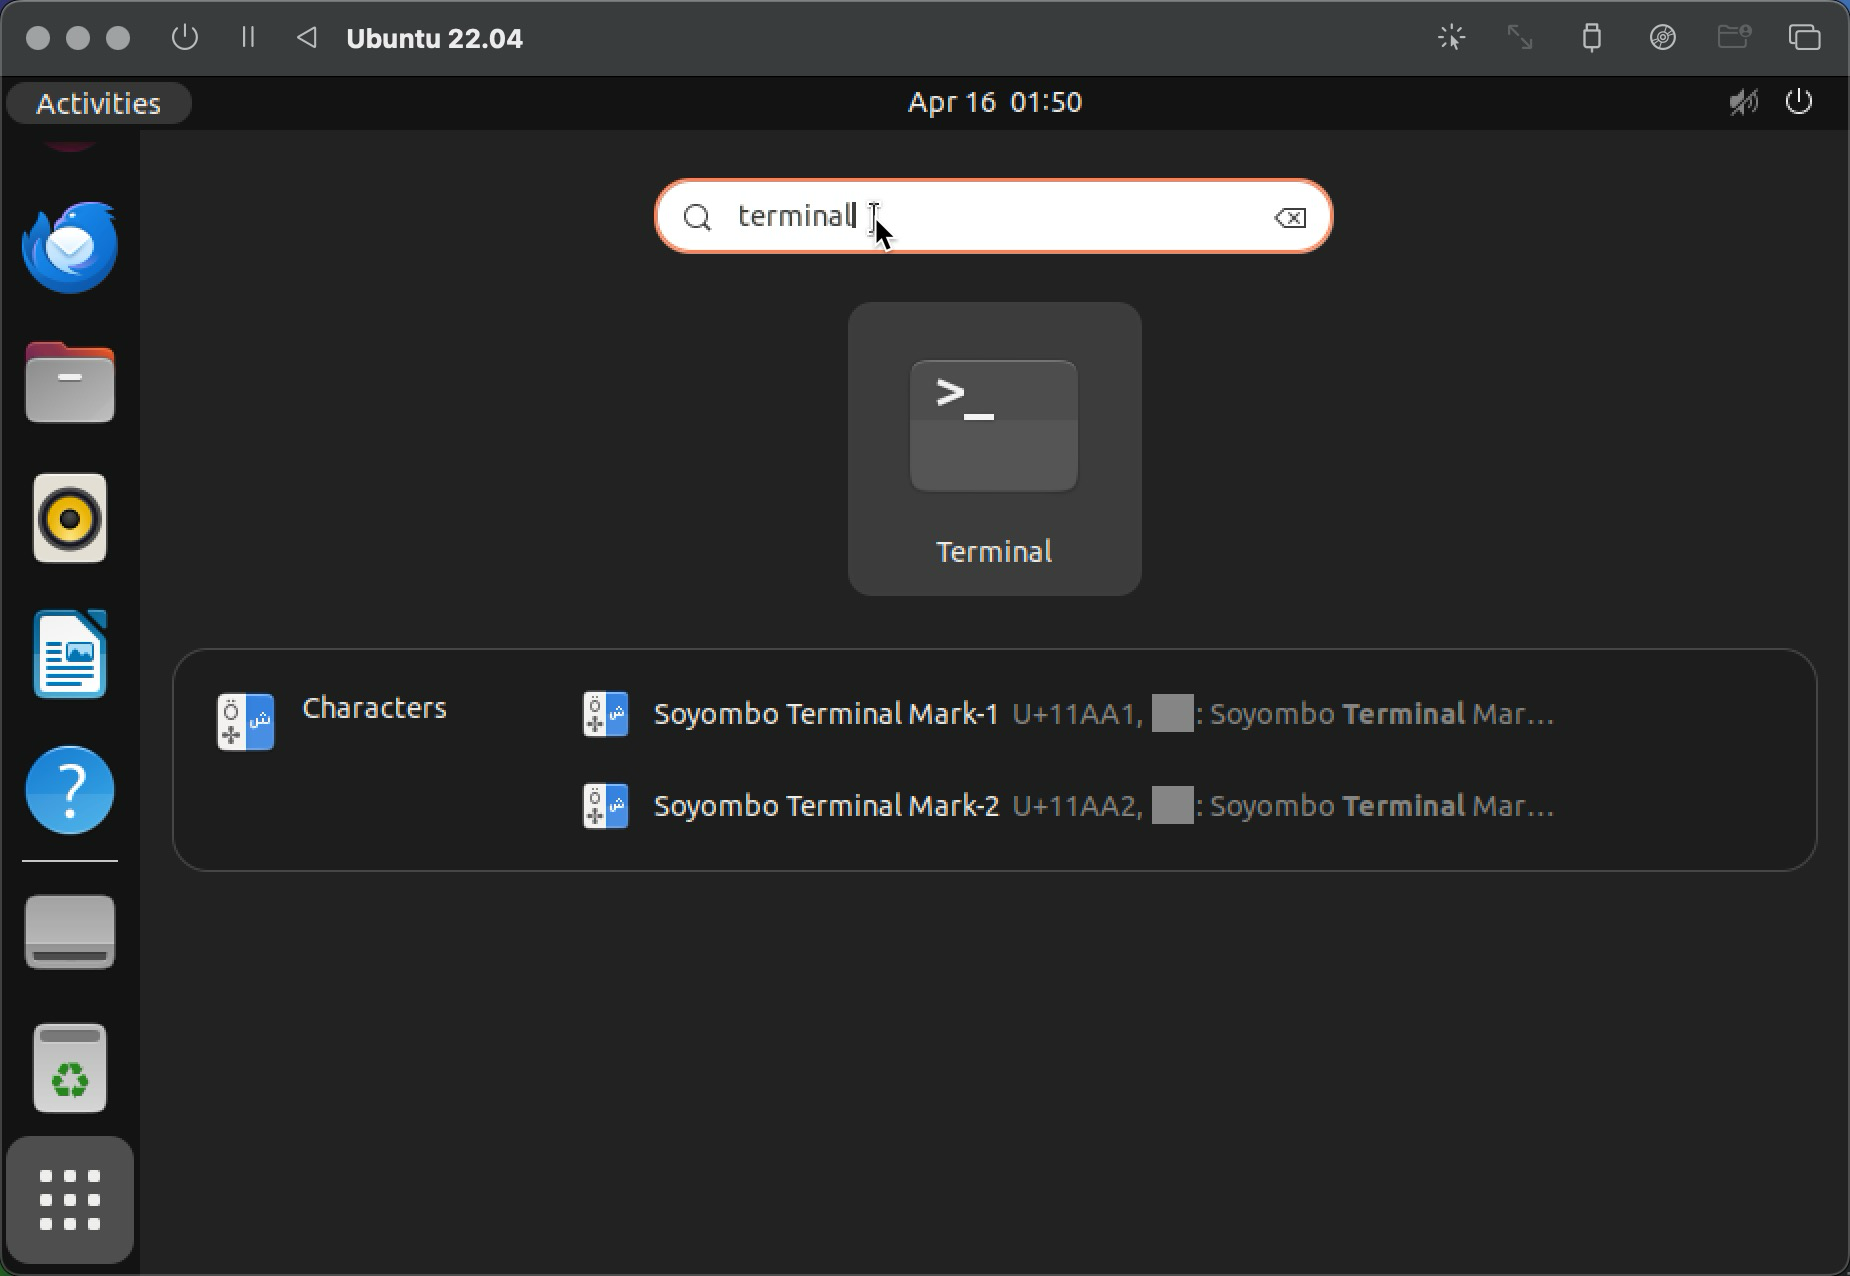 Ubuntu 22.04
Activities
Apr 16 01:50
terminal
>_
Terminal
Characters
Soyombo Terminal Mark-1 U+11AA1, : Soyombo Terminal Mar...
Soyombo Terminal Mark-2 U+11AA2, : Soyombo Terminal Mar...